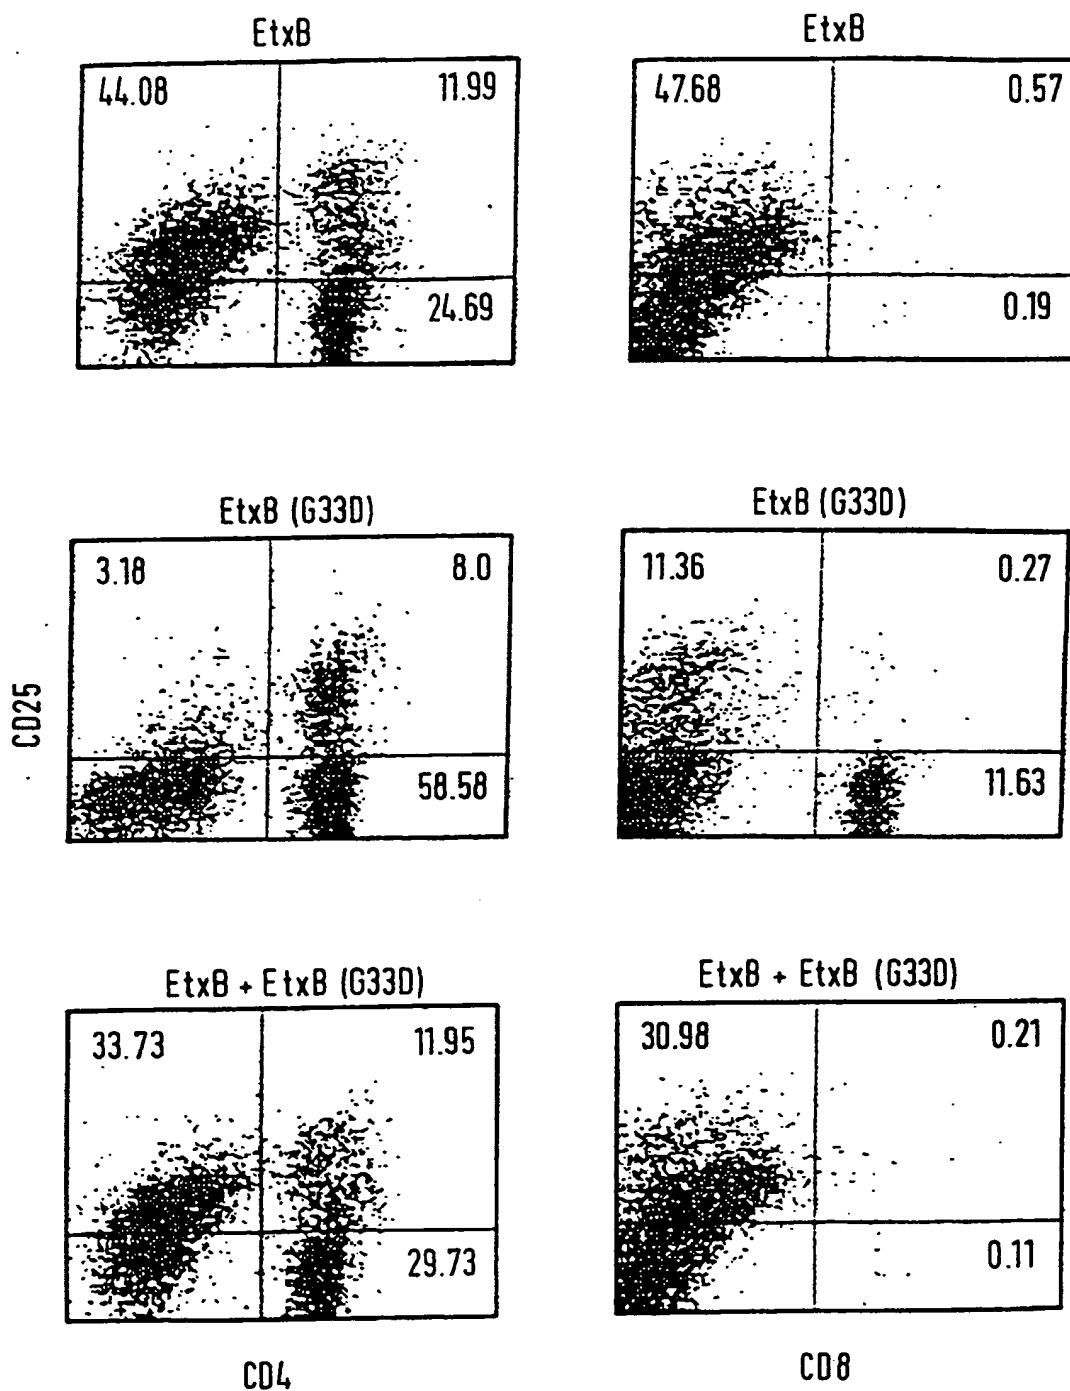 EtxB
44.08 11.99
24.69
EtxB
47.68 0.57
0.19
EtxB (G33D)
3.18 8.0
58.58
EtxB (G33D)
11.36 0.27
11.63
CD25
EtxB + EtxB (G33D)
33.73 11.95
29.73
EtxB + EtxB (G33D)
30.98 0.21
0.11
CD4
CD8